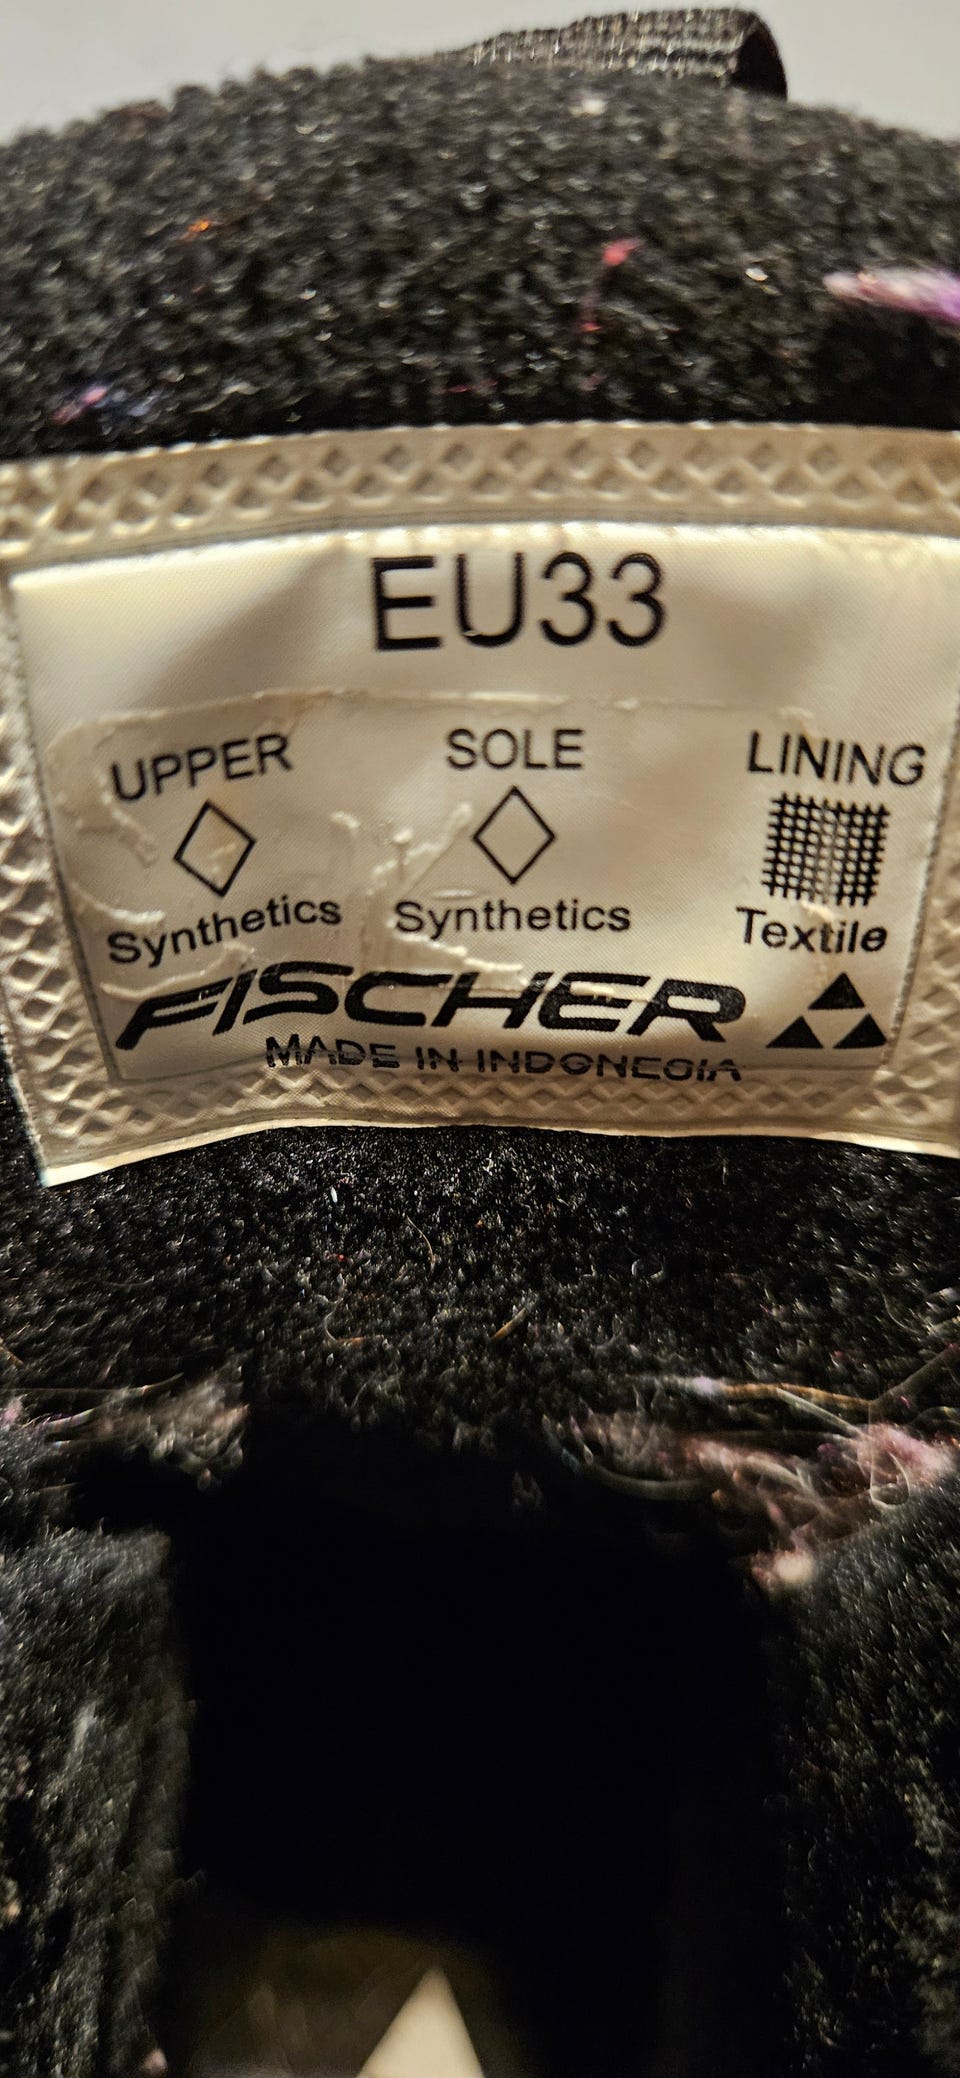 EU33
UPPER SOLE LINING
Synthetics Synthetics Textile
FISCHER
MADE IN INDONESIA